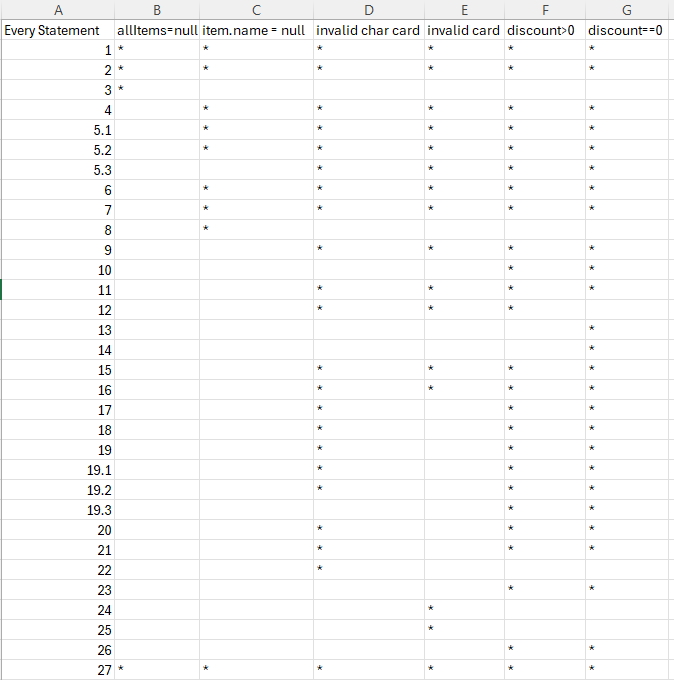 A B C D E F G
Every Statement allItems=null item.name = null invalid char card invalid card discount>0 discount==0
1 * * * * * *
2 * * * * * *
3 *
4 * * * * *
5.1 * * * * *
5.2 * * * * *
5.3 * * * *
6 * * * * *
7 * * * * *
8 *
9 * * * *
10 * *
11 * * * *
12 * * *
13 *
14 *
15 * * * *
16 * * * *
17 * * *
18 * * *
19 * * *
19.1 * * *
19.2 * * *
19.3 * *
20 * * *
21 * * *
22 *
23 * *
24 *
25 *
26 * *
27 * * * * * *